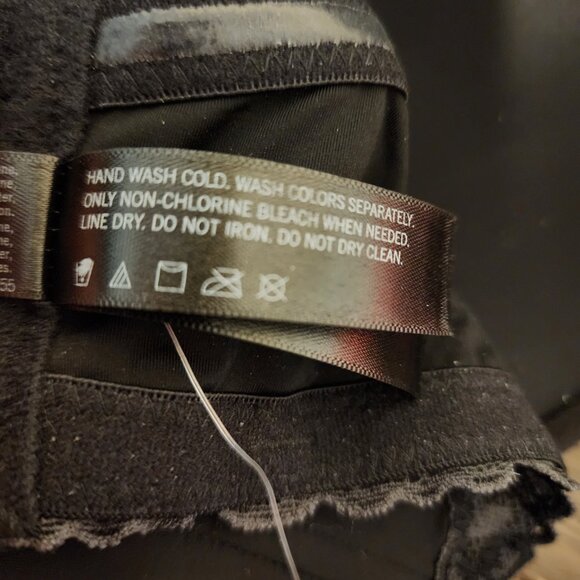 HAND WASH COLD. WASH COLORS SEPARATELY.
ONLY NON-CHLORINE BLEACH WHEN NEEDED.
LINE DRY. DO NOT IRON. DO NOT DRY CLEAN.
55